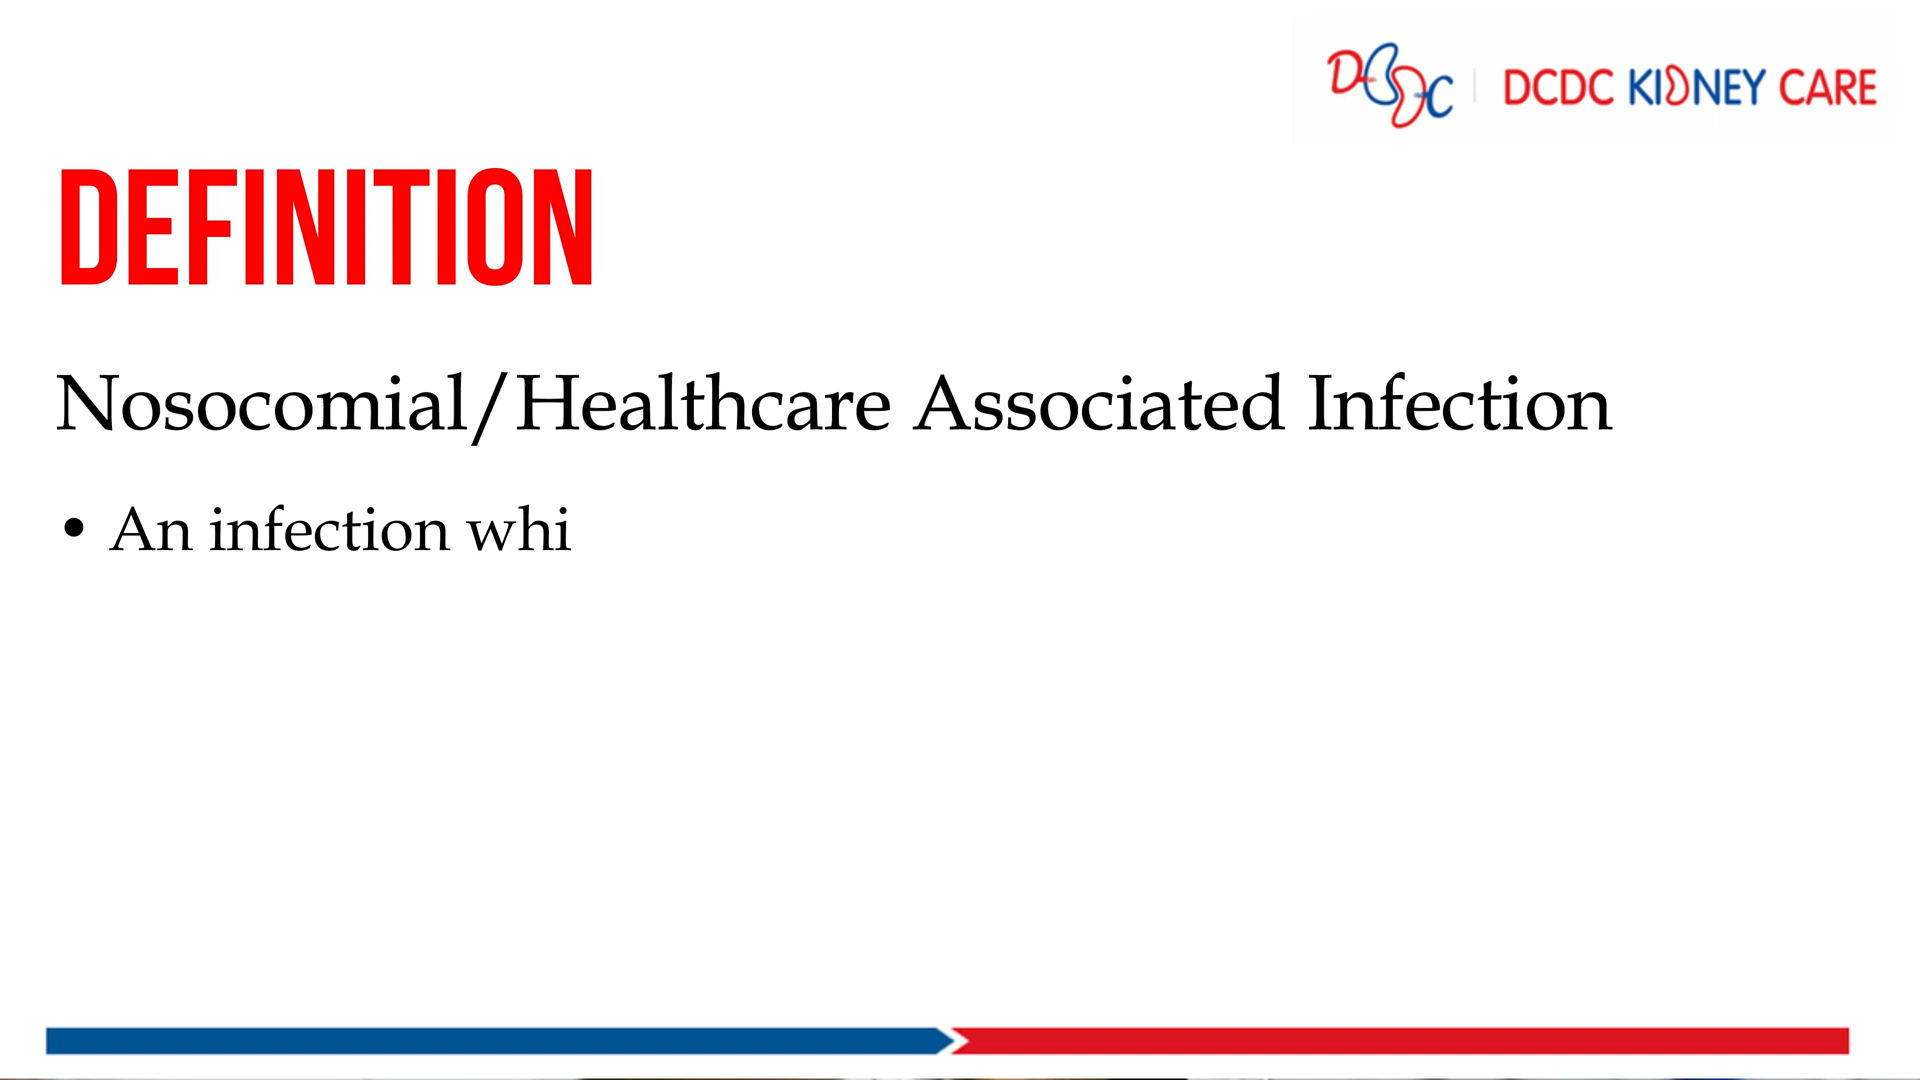 DCDC | DCDC KIDNEY CARE
DEFINITION
Nosocomial/Healthcare Associated Infection
• An infection whi